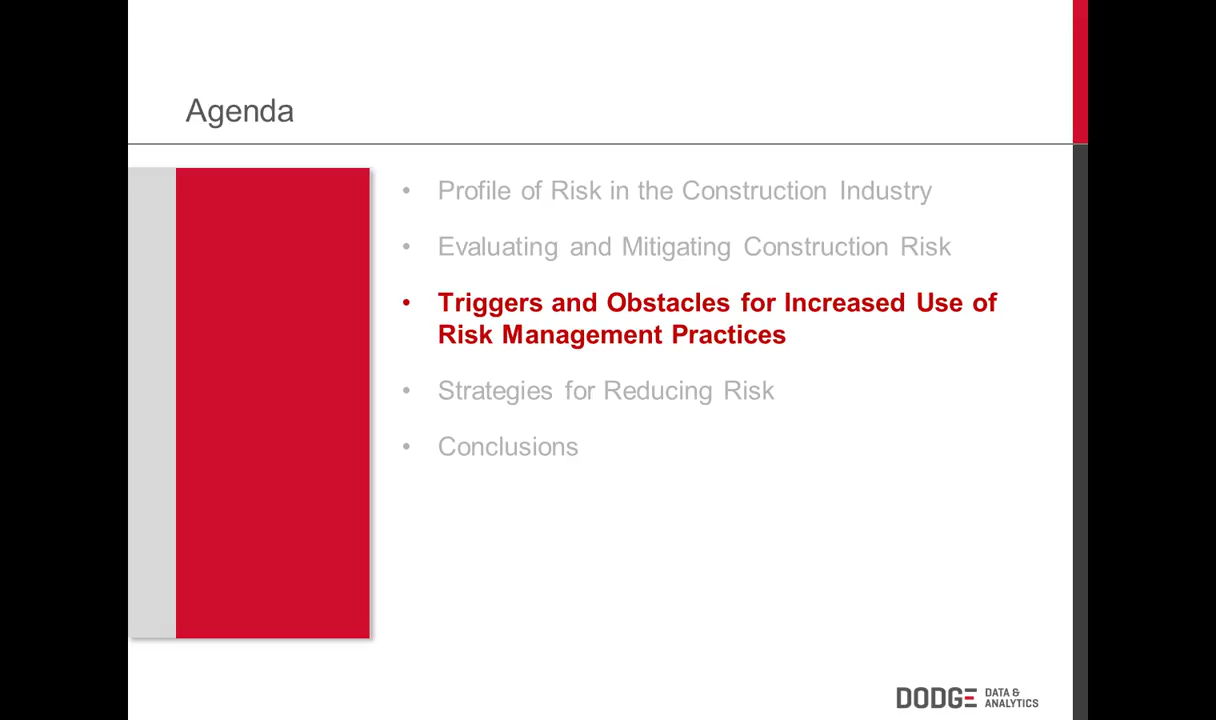 Agenda
• Profile of Risk in the Construction Industry
• Evaluating and Mitigating Construction Risk
• Triggers and Obstacles for Increased Use of
Risk Management Practices
• Strategies for Reducing Risk
• Conclusions
DODGE DATA &
ANALYTICS